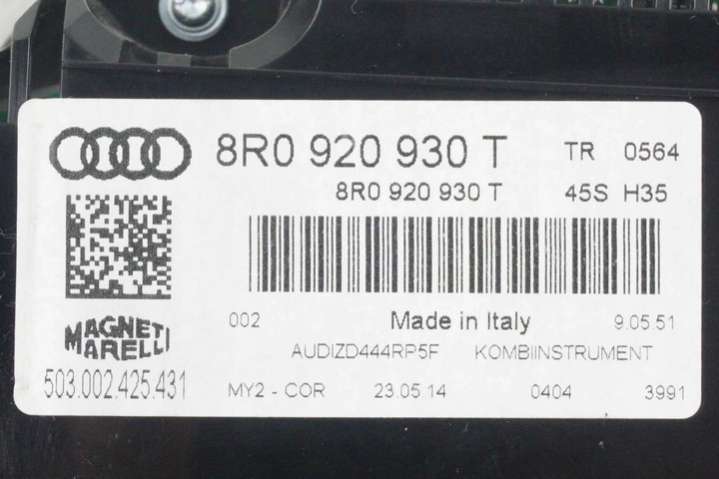 8R0 920 930 T TR 0564
8R0 920 930 T 45S H35
002 Made in Italy 9.05.51
MAGNETI
MARELLI
AUDIZD444RP5F KOMBIINSTRUMENT
503.002.425.431
MY2 - COR 23.05.14 0404 3991